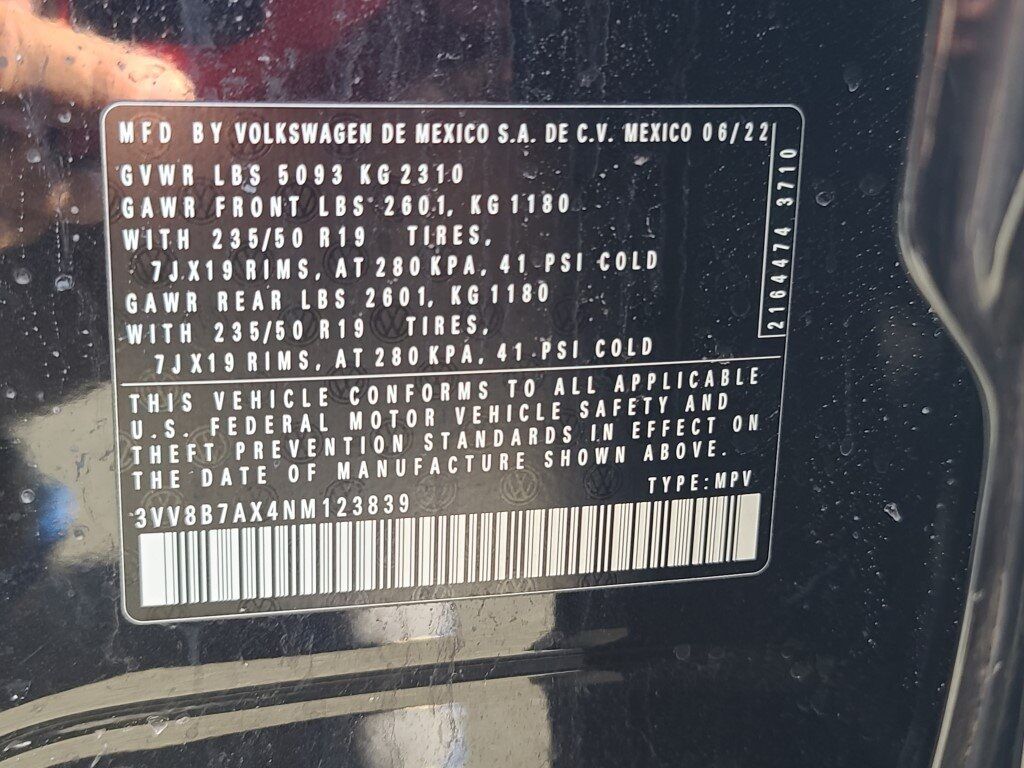 MFD BY VOLKSWAGEN DE MEXICO S.A. DE C.V. MEXICO 06/22
GVWR LBS 5093 KG 2310
GAWR FRONT LBS 2601, KG 1180
WITH 235/50 R19 TIRES,
7JX19 RIMS, AT 280 KPA, 41 PSI COLD
GAWR REAR LBS 2601, KG 1180
WITH 235/50 R19 TIRES,
7JX19 RIMS, AT 280 KPA, 41 PSI COLD
2164474 3710
THIS VEHICLE CONFORMS TO ALL APPLICABLE
U.S. FEDERAL MOTOR VEHICLE SAFETY AND
THEFT PREVENTION STANDARDS IN EFFECT ON
THE DATE OF MANUFACTURE SHOWN ABOVE.
TYPE: MPV
3VV8B7AX4NM123839